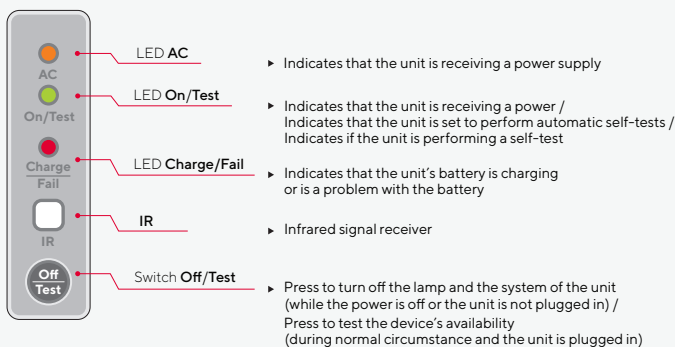 AC
On/Test
Charge
Fail
IR
Off
Test
LED AC
▸ Indicates that the unit is receiving a power supply
LED On/Test
▸ Indicates that the unit is receiving a power /
Indicates that the unit is set to perform automatic self-tests /
Indicates if the unit is performing a self-test
LED Charge/Fail
▸ Indicates that the unit's battery is charging
or is a problem with the battery
IR
▸ Infrared signal receiver
Switch Off/Test
▸ Press to turn off the lamp and the system of the unit
(while the power is off or the unit is not plugged in) /
Press to test the device's availability
(during normal circumstance and the unit is plugged in)